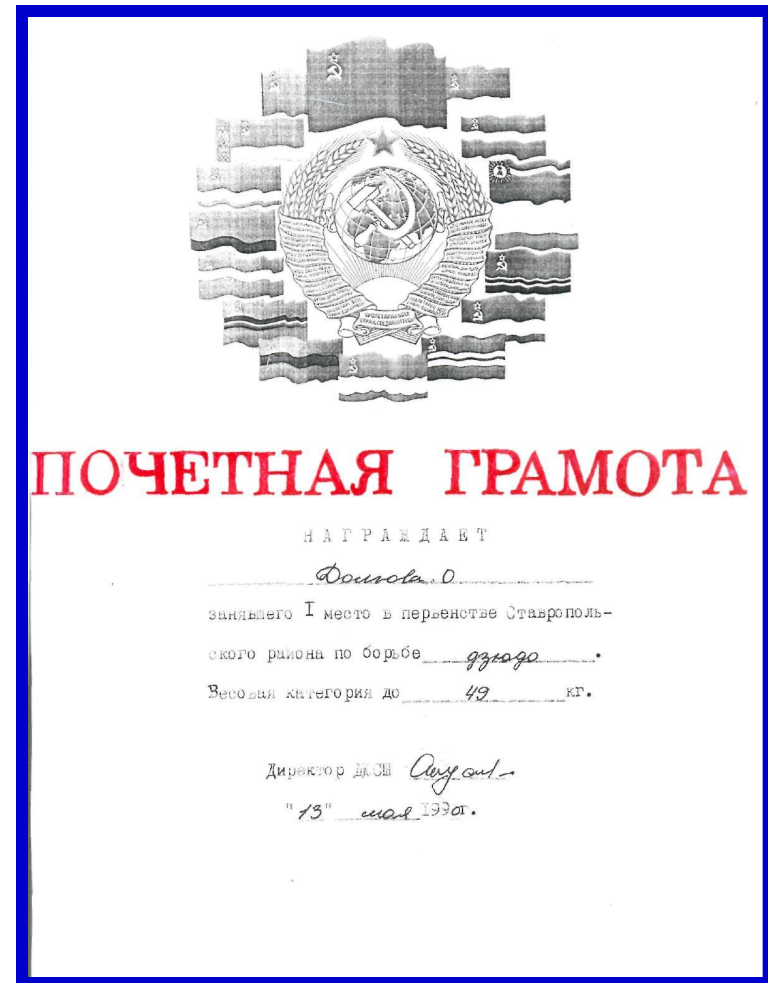 ПОЧЕТНАЯ ГРАМОТА
НАГРАЖДАЕТ
Долгова О
занявшего I место в первенстве Ставрополь-
ского района по борьбе дзюдо.
Весовая категория до 49 кг.
Директор ДЮСШ
"13" мая 1990г.